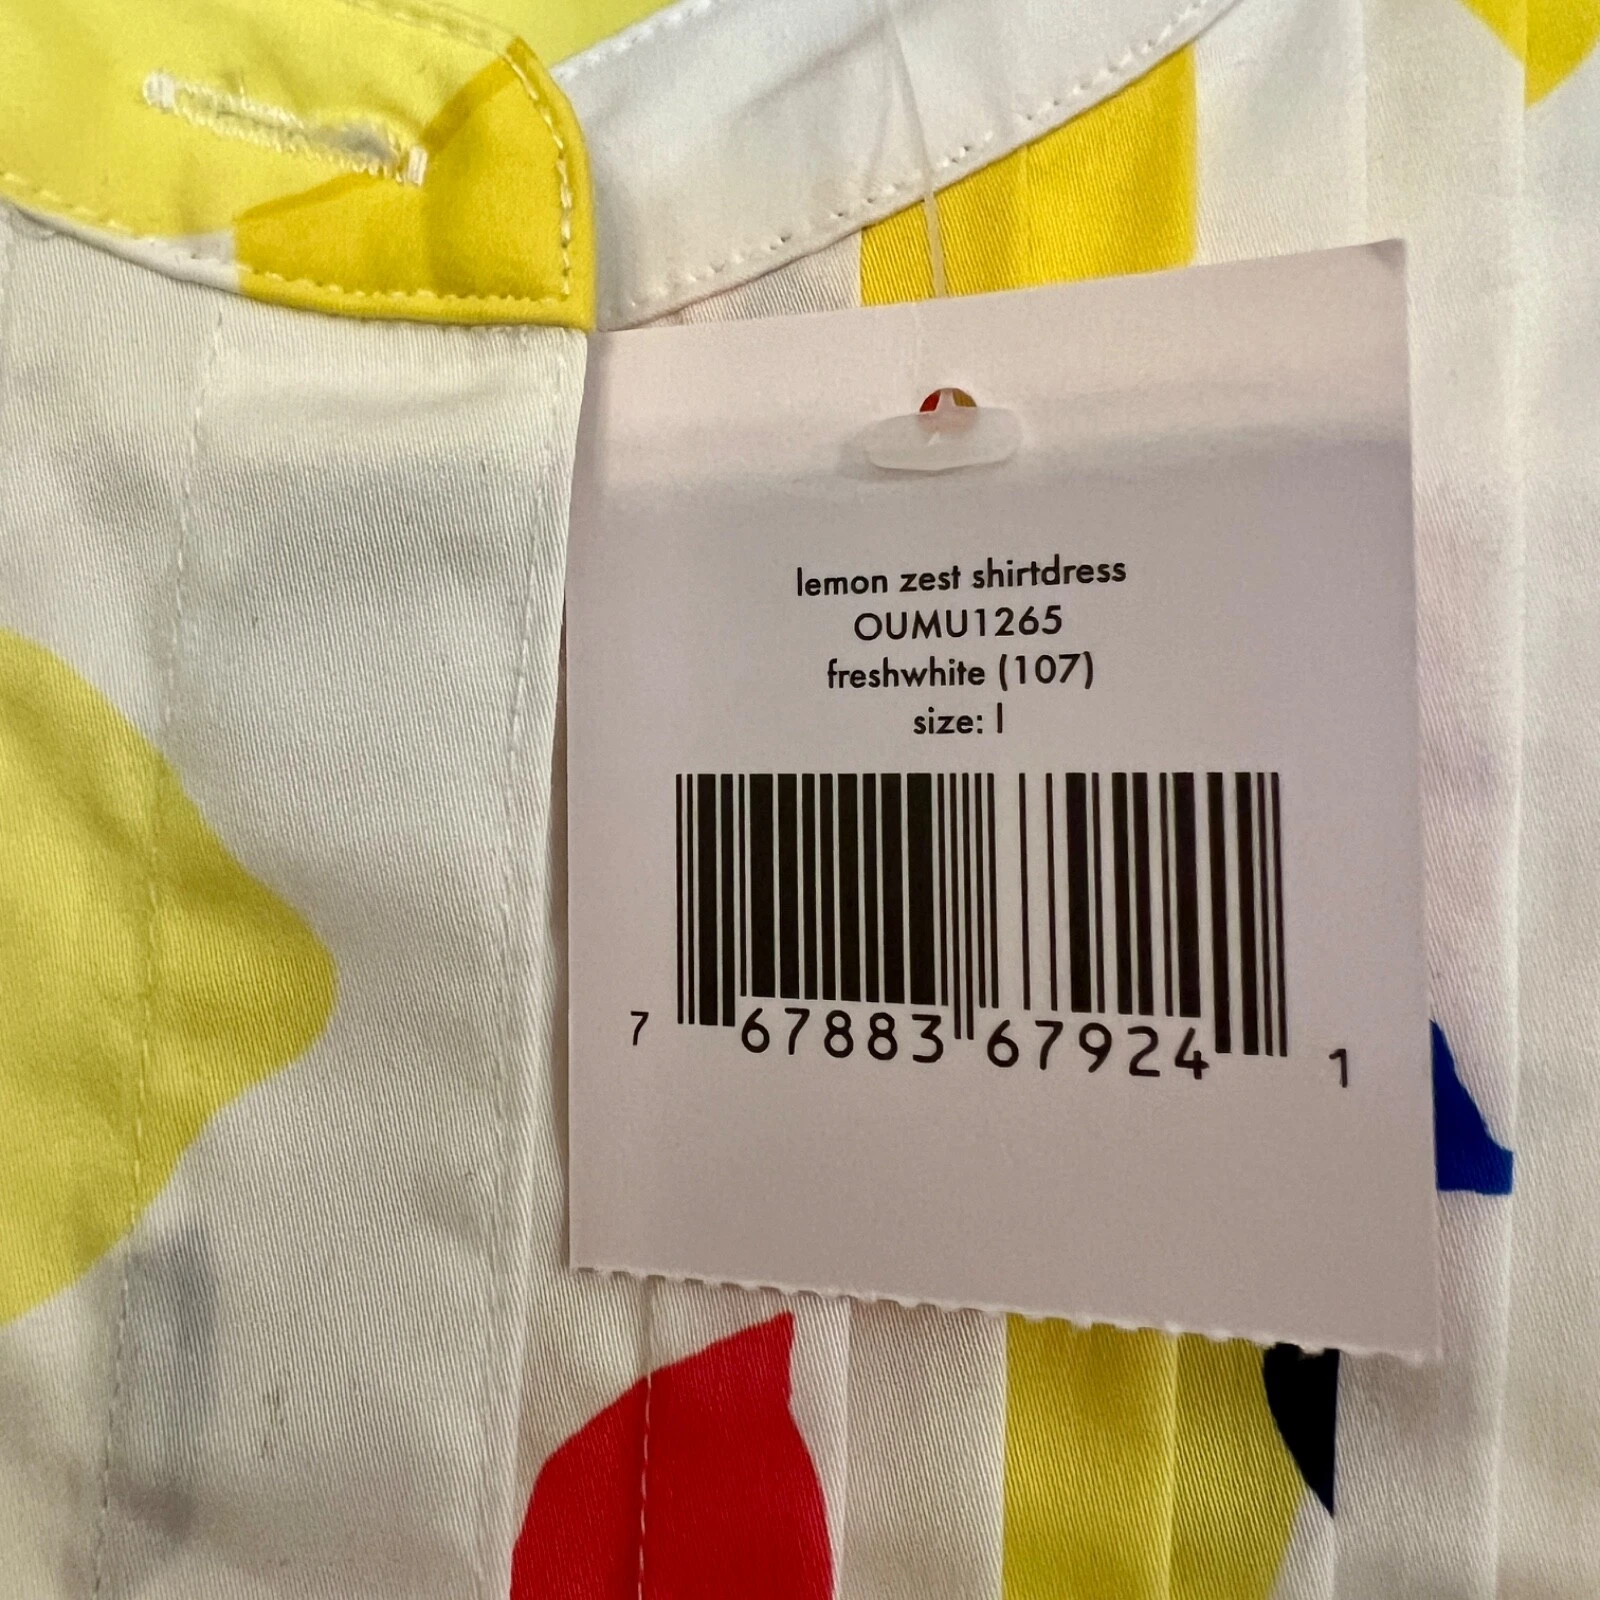 lemon zest shirtdress
OUMU1265
freshwhite (107)
size: l
7 67883 67924 1